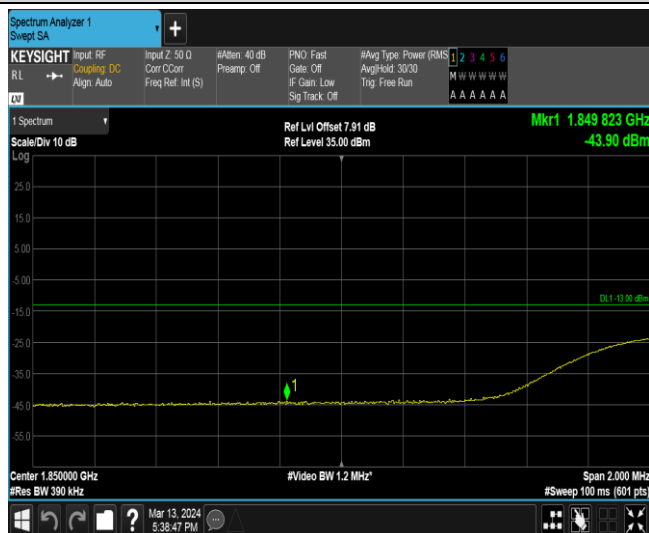 Spectrum Analyzer 1
Swept SA
+
KEYSIGHT
RL
LXI
Input: RF
Coupling: DC
Align: Auto
Input Z: 50 Ω
Corr CCorr
Freq Ref: Int (S)
#Atten: 40 dB
Preamp: Off
PNO: Fast
Gate: Off
IF Gain: Low
Sig Track: Off
#Avg Type: Power (RMS
Avg|Hold: 30/30
Trig: Free Run
1 2 3 4 5 6
M W W W W W
A A A A A A
1 Spectrum
Scale/Div 10 dB
Log
Ref Lvl Offset 7.91 dB
Ref Level 35.00 dBm
Mkr1 1.849 823 GHz
-43.90 dBm
25.0
15.0
5.00
-5.00
DL1 -13.00 dBm
-15.0
-25.0
-35.0
1
-45.0
-55.0
Center 1.850000 GHz
#Res BW 390 kHz
#Video BW 1.2 MHz*
Span 2.000 MHz
#Sweep 100 ms (601 pts)
?
Mar 13, 2024
5:38:47 PM